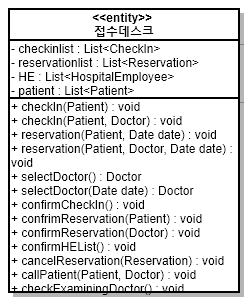 <<entity>>
접수데스크
- checkinlist : List<CheckIn>
- reservationlist : List<Reservation>
- HE : List<HospitalEmployee>
- patient : List<Patient>
+ checkIn(Patient) : void
+ checkIn(Patient, Doctor) : void
+ reservation(Patient, Date date) : void
+ reservation(Patient, Doctor, Date date) :
void
+ selectDoctor() : Doctor
+ selectDoctor(Date date) : Doctor
+ confirmCheckIn() : void
+ confrimReservation(Patient) : void
+ confirmReservation(Doctor) : void
+ confirmHEList() : void
+ cancelReservation(Reservation) : void
+ callPatient(Patient, Doctor) : void
+ checkExaminingDoctor() : void